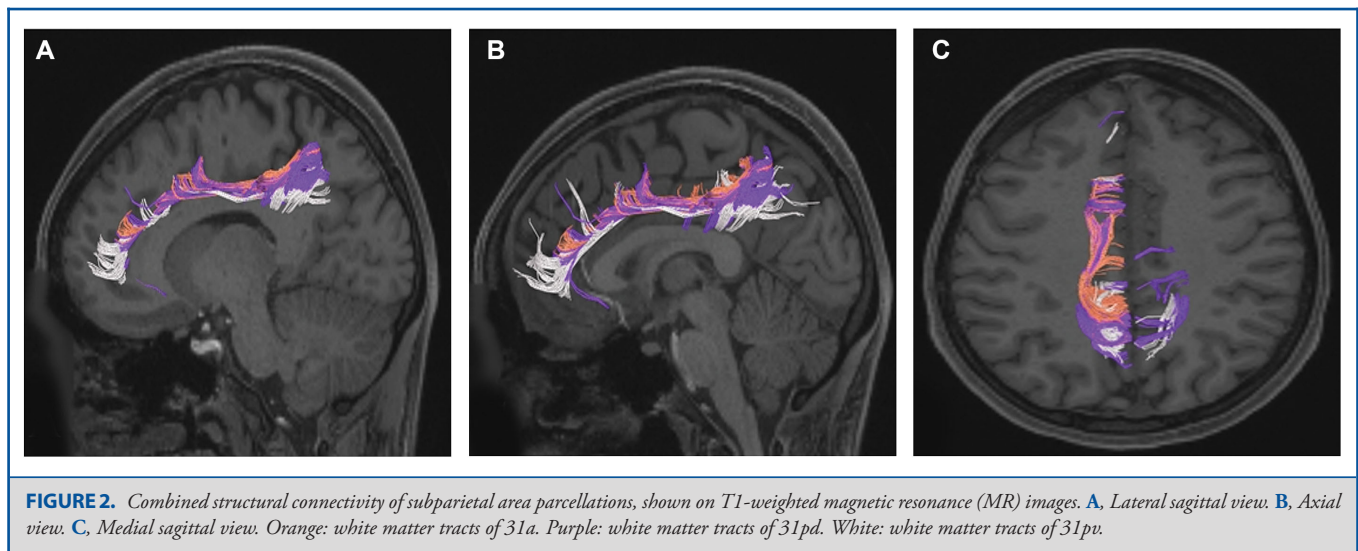 A
B
C
FIGURE 2. Combined structural connectivity of subparietal area parcellations, shown on T1-weighted magnetic resonance (MR) images. A, Lateral sagittal view. B, Axial
view. C, Medial sagittal view. Orange: white matter tracts of 31a. Purple: white matter tracts of 31pd. White: white matter tracts of 31pv.